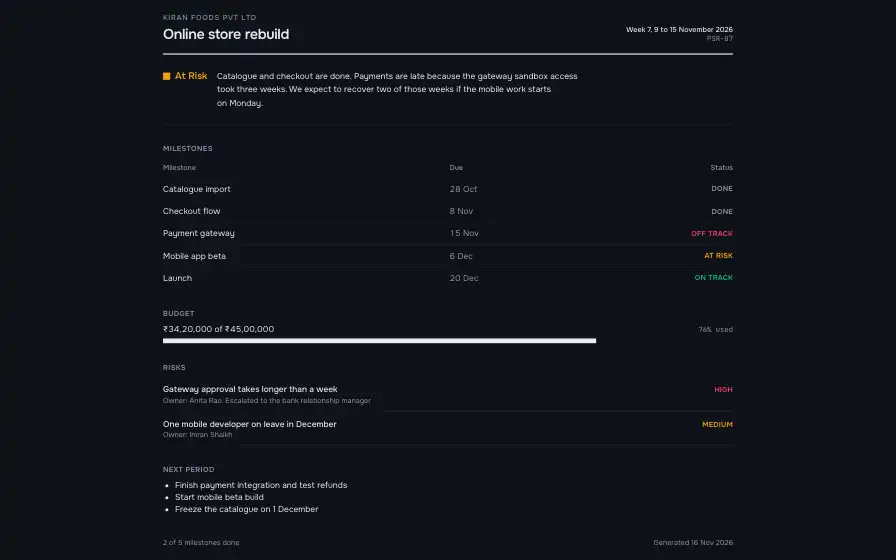 KIRAN FOODS PVT LTD
Online store rebuild
Week 7, 9 to 15 November 2026
PSR-07
At Risk
Catalogue and checkout are done. Payments are late because the gateway sandbox access
took three weeks. We expect to recover two of those weeks if the mobile work starts
on Monday.
MILESTONES
Milestone Due Status
Catalogue import 28 Oct DONE
Checkout flow 8 Nov DONE
Payment gateway 15 Nov OFF TRACK
Mobile app beta 6 Dec AT RISK
Launch 20 Dec ON TRACK
BUDGET
₹34,20,000 of ₹45,00,000 76% used
RISKS
Gateway approval takes longer than a week HIGH
Owner: Anita Rao. Escalated to the bank relationship manager
One mobile developer on leave in December MEDIUM
Owner: Imran Shaikh
NEXT PERIOD
• Finish payment integration and test refunds
• Start mobile beta build
• Freeze the catalogue on 1 December
2 of 5 milestones done Generated 16 Nov 2026